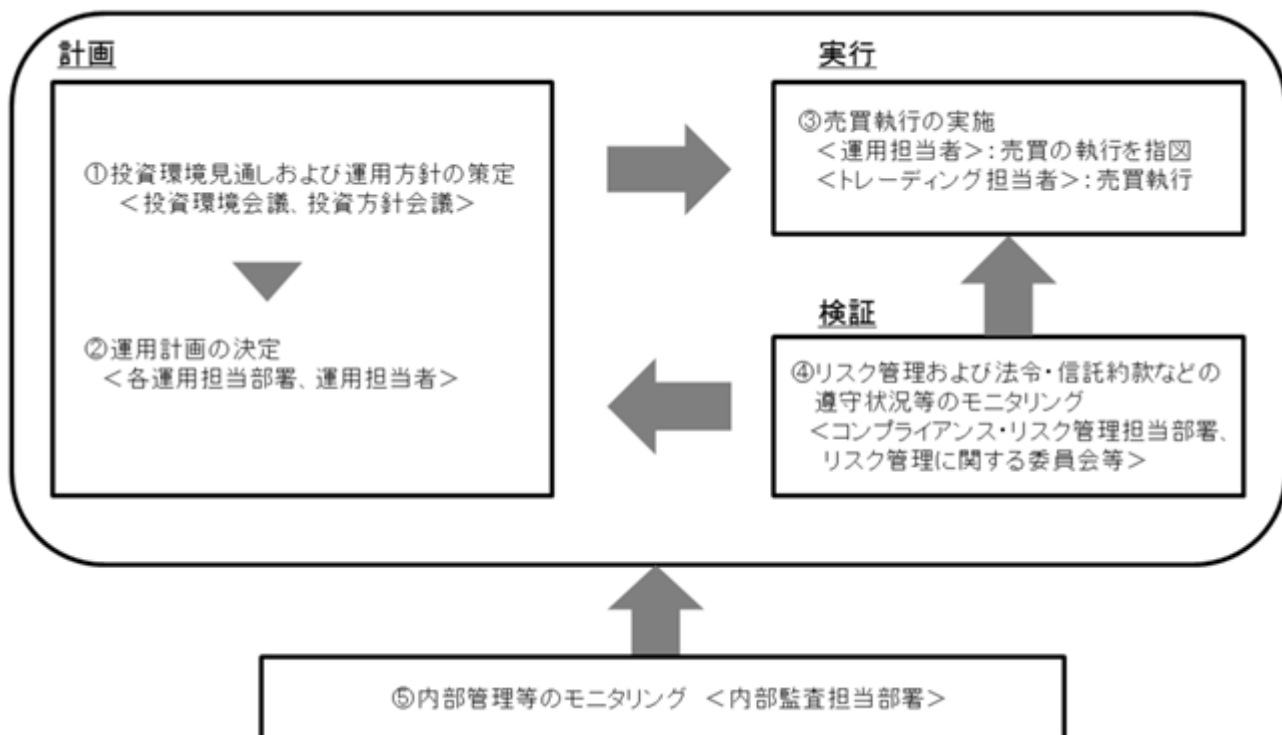 計画
①投資環境見通しおよび運用方針の策定
＜投資環境会議、投資方針会議＞
②運用計画の決定
＜各運用担当部署、運用担当者＞
実行
③売買執行の実施
＜運用担当者＞：売買の執行を指図
＜トレーディング担当者＞：売買執行
検証
④リスク管理および法令・信託約款などの
遵守状況等のモニタリング
＜コンプライアンス・リスク管理担当部署、
リスク管理に関する委員会等＞
⑤内部管理等のモニタリング ＜内部監査担当部署＞